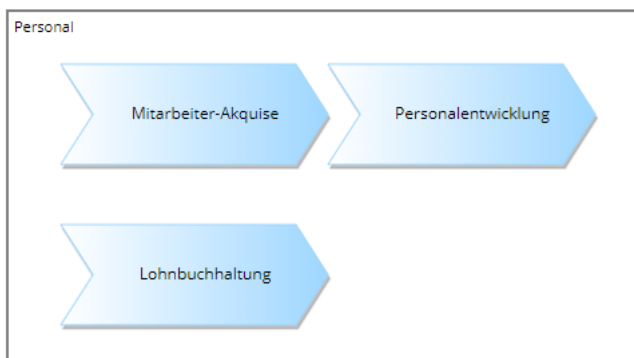 Personal
Mitarbeiter-Akquise
Personalentwicklung
Lohnbuchhaltung